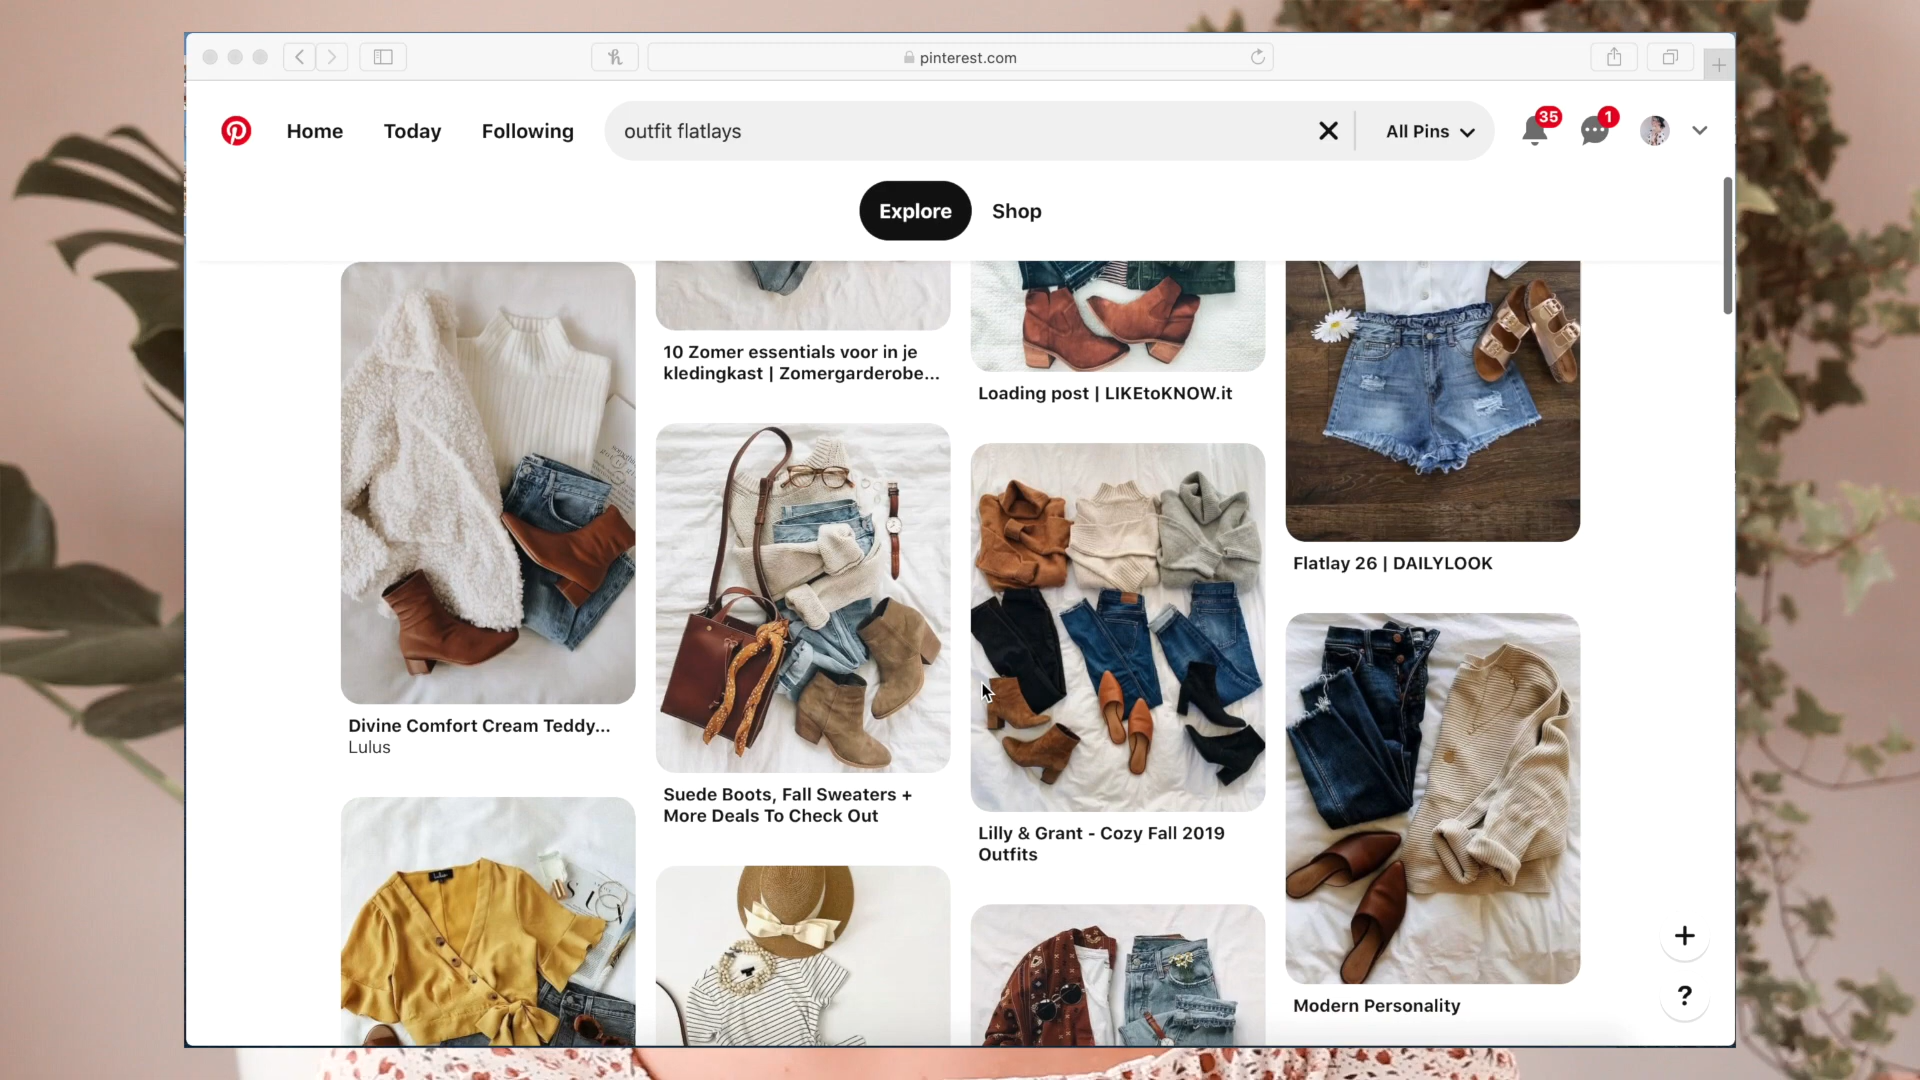 pinterest.com
Home
Today
Following
outfit flatlays
All Pins
35
1
Explore
Shop
10 Zomer essentials voor in je
kledingkast | Zomergarderobe...
Loading post | LIKEtoKNOW.it
Flatlay 26 | DAILYLOOK
Divine Comfort Cream Teddy...
Lulus
Suede Boots, Fall Sweaters +
More Deals To Check Out
Lilly & Grant - Cozy Fall 2019
Outfits
Modern Personality